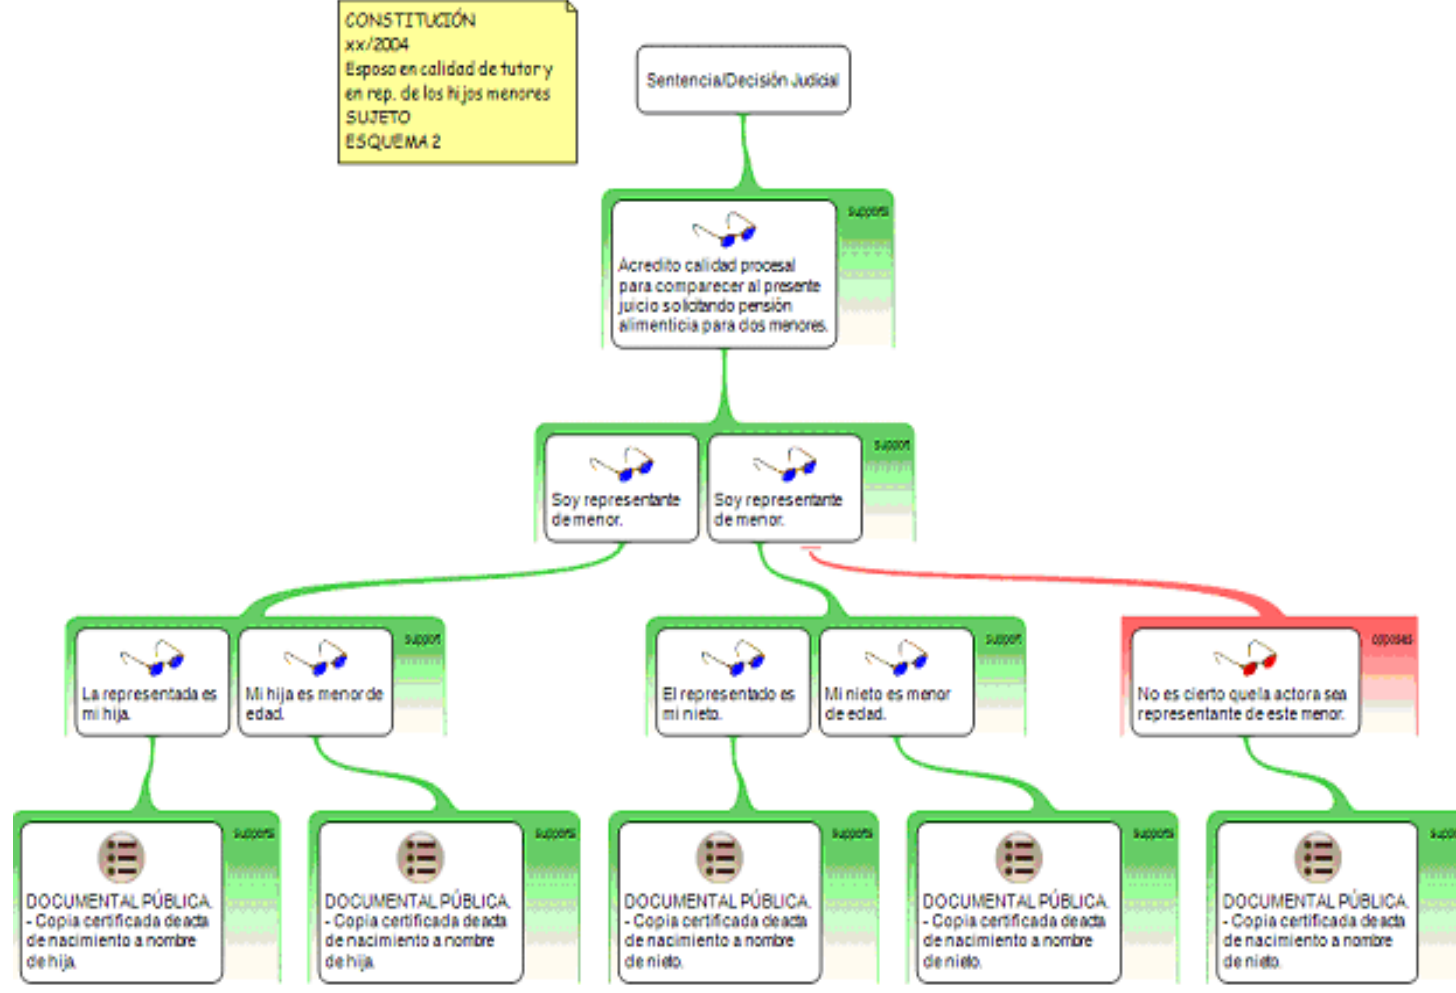 CONSTITUCIÓN
xx/2004
Esposa en calidad de tutor y
en rep. de los hijos menores
SUJETO
ESQUEMA 2
Sentencia/Decisión Judicial
supports
Acredito calidad procesal
para comparecer al presente
juicio solicitando pensión
alimenticia para dos menores.
support
Soy representante
de menor.
Soy representante
de menor.
support
La representada es
mi hija.
Mi hija es menor de
edad.
support
El representado es
mi nieto.
Mi nieto es menor
de edad.
opposes
No es cierto que la actora sea
representante de este menor.
supports
DOCUMENTAL PÚBLICA.
- Copia certificada de acta
de nacimiento a nombre
de hija.
supports
DOCUMENTAL PÚBLICA.
- Copia certificada de acta
de nacimiento a nombre
de hija.
supports
DOCUMENTAL PÚBLICA.
- Copia certificada de acta
de nacimiento a nombre
de nieto.
supports
DOCUMENTAL PÚBLICA.
- Copia certificada de acta
de nacimiento a nombre
de nieto.
DOCUMENTAL PÚBLICA.
- Copia certificada de acta
de nacimiento a nombre
de nieto.